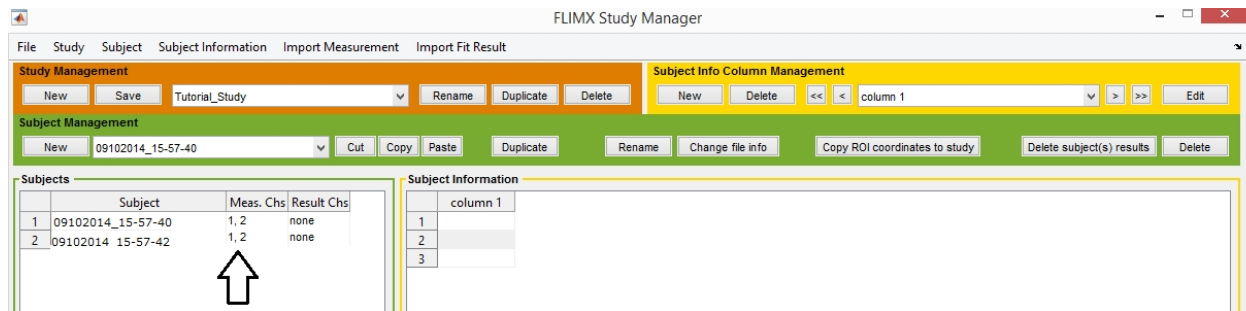 FLIMX Study Manager
File Study Subject Subject Information Import Measurement Import Fit Result
Study Management
New Save Tutorial_Study Rename Duplicate Delete
Subject Info Column Management
New Delete << < column 1 > >> Edit
Subject Management
New 09102014_15-57-40 Cut Copy Paste Duplicate Rename Change file info Copy ROI coordinates to study Delete subject(s) results Delete
Subjects
Subject Meas. Chs Result Chs
1 09102014_15-57-40 1, 2 none
2 09102014 15-57-42 1, 2 none
Subject Information
column 1
1
2
3